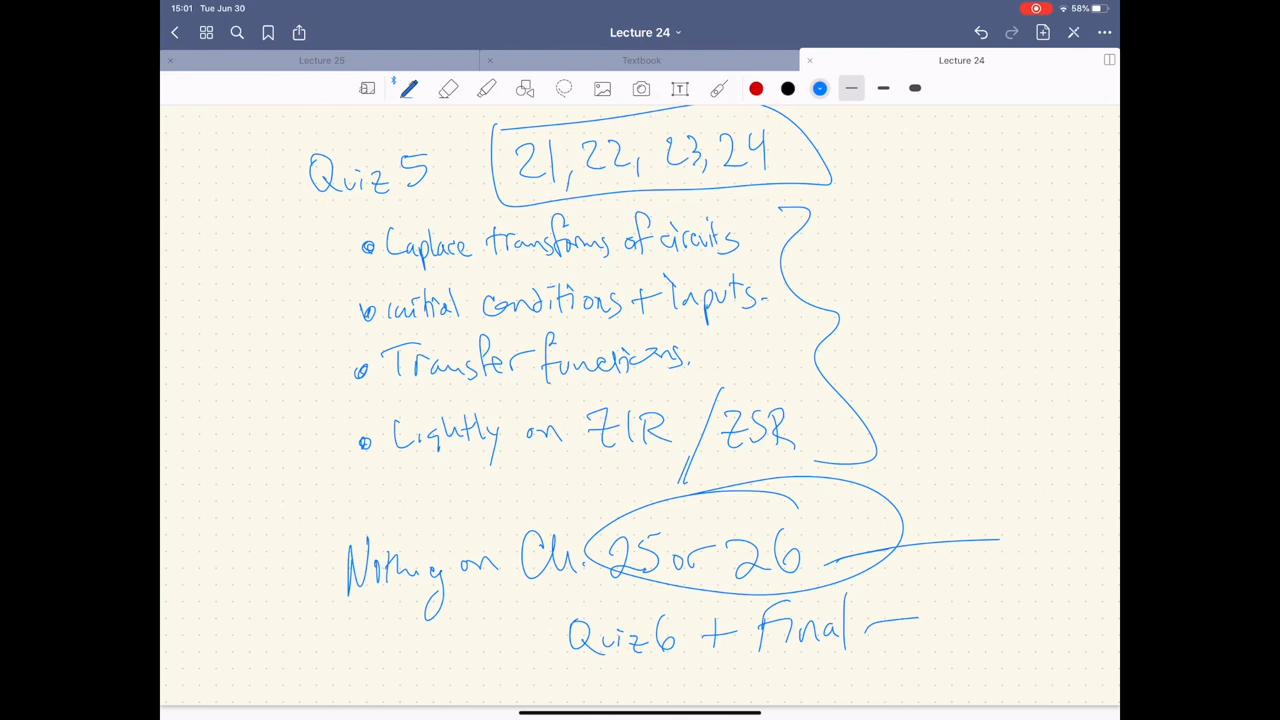 15:01 Tue Jun 30
58%
Lecture 24
Lecture 25
Textbook
Lecture 24
T
Quiz 5 21, 22, 23, 24
• Laplace transforms of circuits
• initial conditions + inputs.
• Transfer functions.
• Lightly on ZIR / ZSR
Nothing on Ch. 25 or 26
Quiz 6 + Final